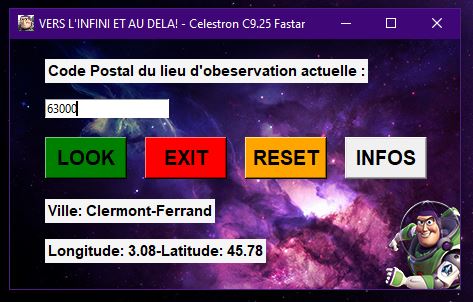 VERS L'INFINI ET AU DELA! - Celestron C9.25 Fastar
Code Postal du lieu d'obeservation actuelle :
63000
LOOK EXIT RESET INFOS
Ville: Clermont-Ferrand
Longitude: 3.08-Latitude: 45.78